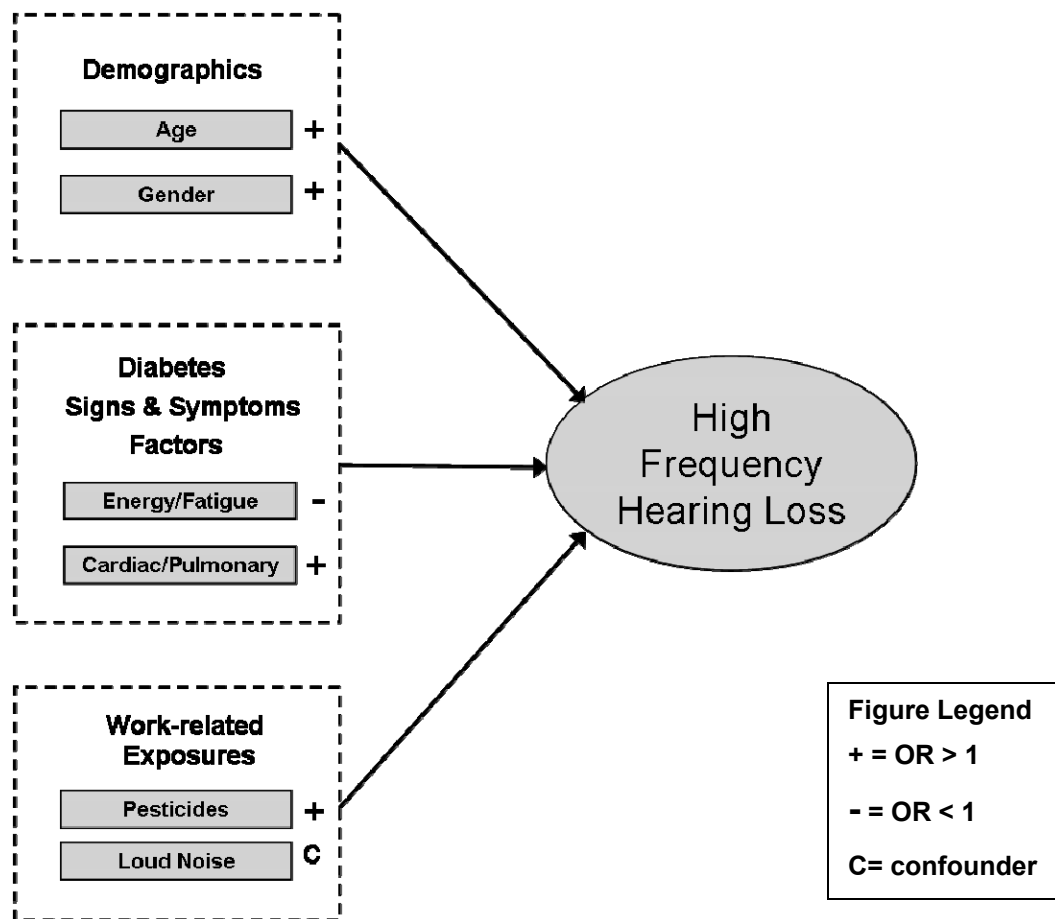 Demographics
Age +
Gender +
Diabetes
Signs & Symptoms
Factors
Energy/Fatigue -
Cardiac/Pulmonary +
Work-related
Exposures
Pesticides +
Loud Noise C
High
Frequency
Hearing Loss
Figure Legend
+ = OR > 1
- = OR < 1
C= confounder